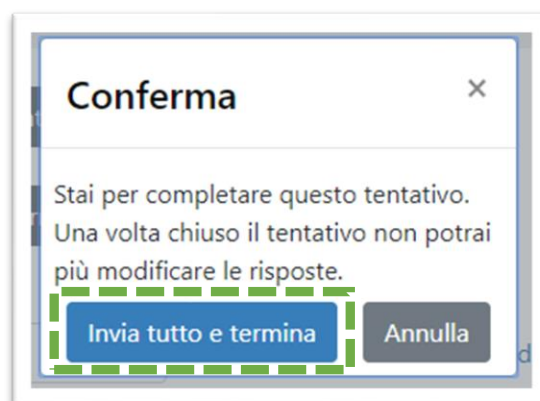 Conferma ×
Stai per completare questo tentativo.
Una volta chiuso il tentativo non potrai
più modificare le risposte.
Invia tutto e termina Annulla